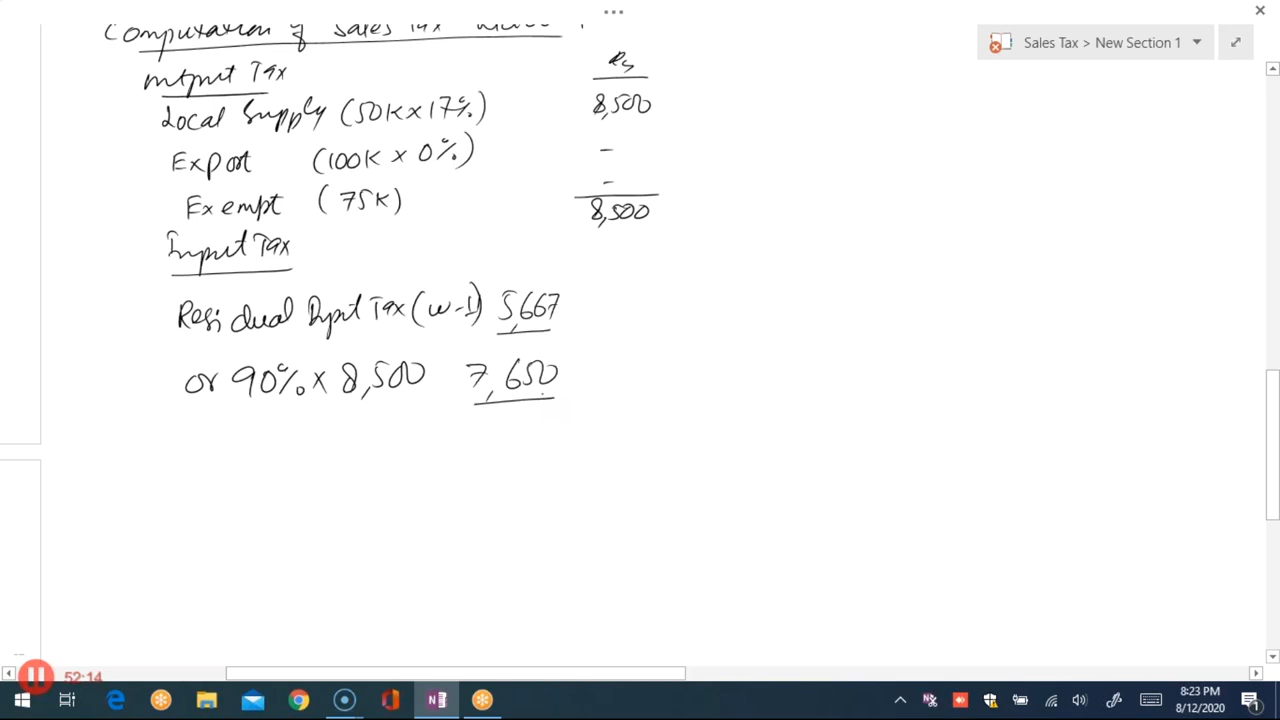 Computation of Sales Tax
Sales Tax > New Section 1
Rs
Output Tax
Local Supply (50K x 17%) 8,500
Export (100K x 0%) -
Exempt (75K) -
8,500
Input Tax
Residual Input Tax (w-1) 5,667
or 90% x 8,500 7,650
52:14
8:23 PM
8/12/2020
1